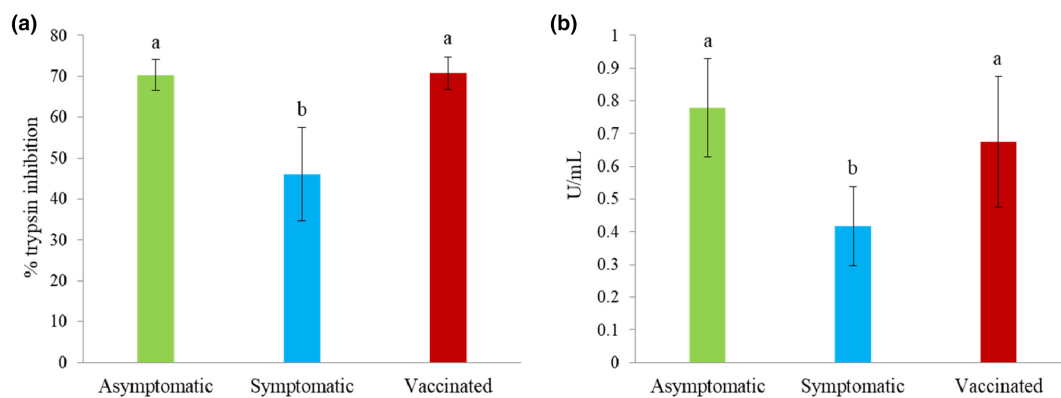 (a)
80
70
60
50
40
30
20
10
0
% trypsin inhibition
a
b
a
Asymptomatic Symptomatic Vaccinated
(b)
1
0.9
0.8
0.7
0.6
0.5
0.4
0.3
0.2
0.1
0
U/mL
a
b
a
Asymptomatic Symptomatic Vaccinated